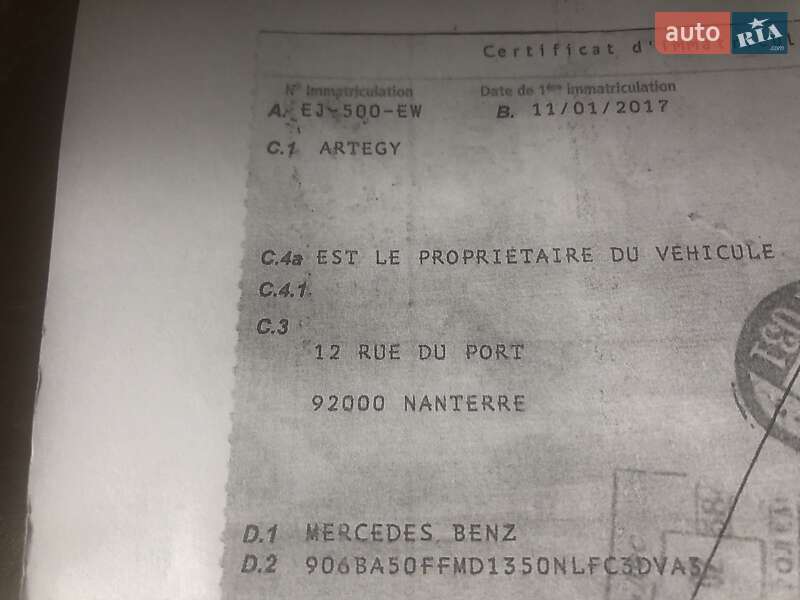 auto RIA .com
Certificat d'
N° Immatriculation Date de 1ère immatriculation
A. EJ-500-EW B. 11/01/2017
C.1 ARTEGY
C.4a EST LE PROPRIETAIRE DU VEHICULE
C.4.1
C.3
12 RUE DU PORT
92000 NANTERRE
D.1 MERCEDES BENZ
D.2 906BA50FFMD1350NLFC3DVA3